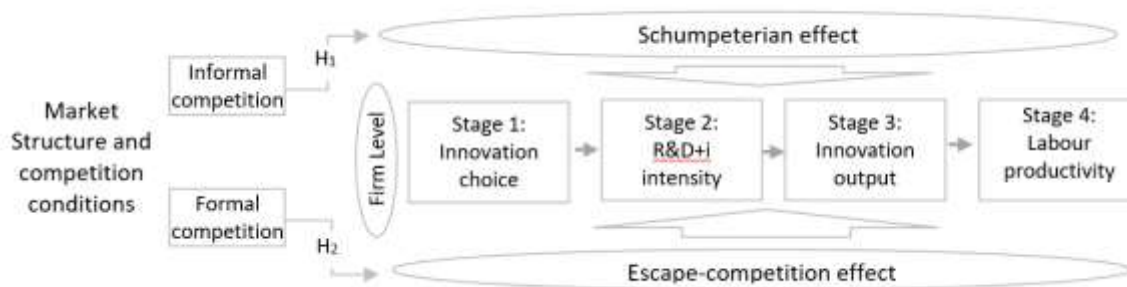 Schumpeterian effect
H1
Informal
competition
Market
Structure and
competition
conditions
Firm Level
Stage 1:
Innovation
choice
Stage 2:
R&D+i
intensity
Stage 3:
Innovation
output
Stage 4:
Labour
productivity
Formal
competition
H2
Escape-competition effect